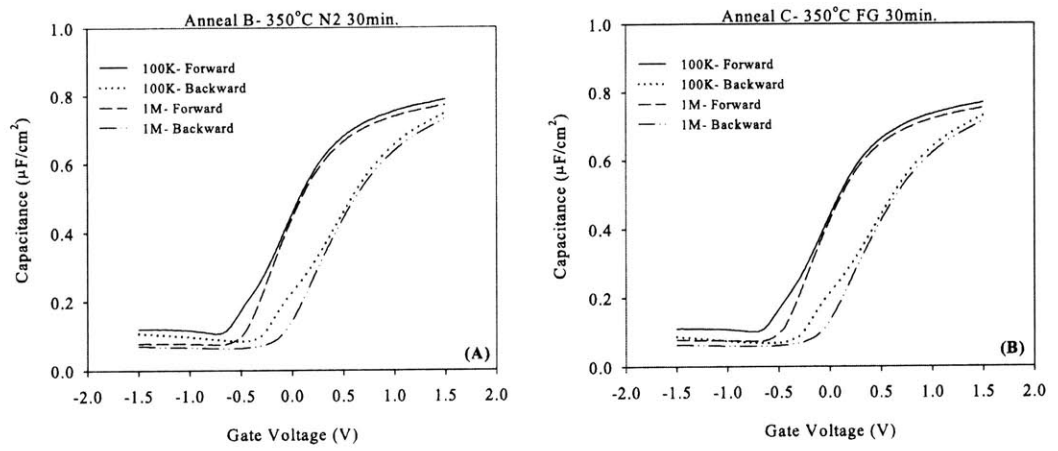 Anneal B- 350°C N2 30min.
1.0
0.8
0.6
0.4
0.2
0.0
Capacitance (µF/cm²)
100K- Forward
100K- Backward
1M- Forward
1M- Backward
(A)
-2.0 -1.5 -1.0 -0.5 0.0 0.5 1.0 1.5 2.0
Gate Voltage (V)
Anneal C- 350°C FG 30min.
1.0
0.8
0.6
0.4
0.2
0.0
Capacitance (µF/cm²)
100K- Forward
100K- Backward
1M- Forward
1M- Backward
(B)
-2.0 -1.5 -1.0 -0.5 0.0 0.5 1.0 1.5 2.0
Gate Voltage (V)